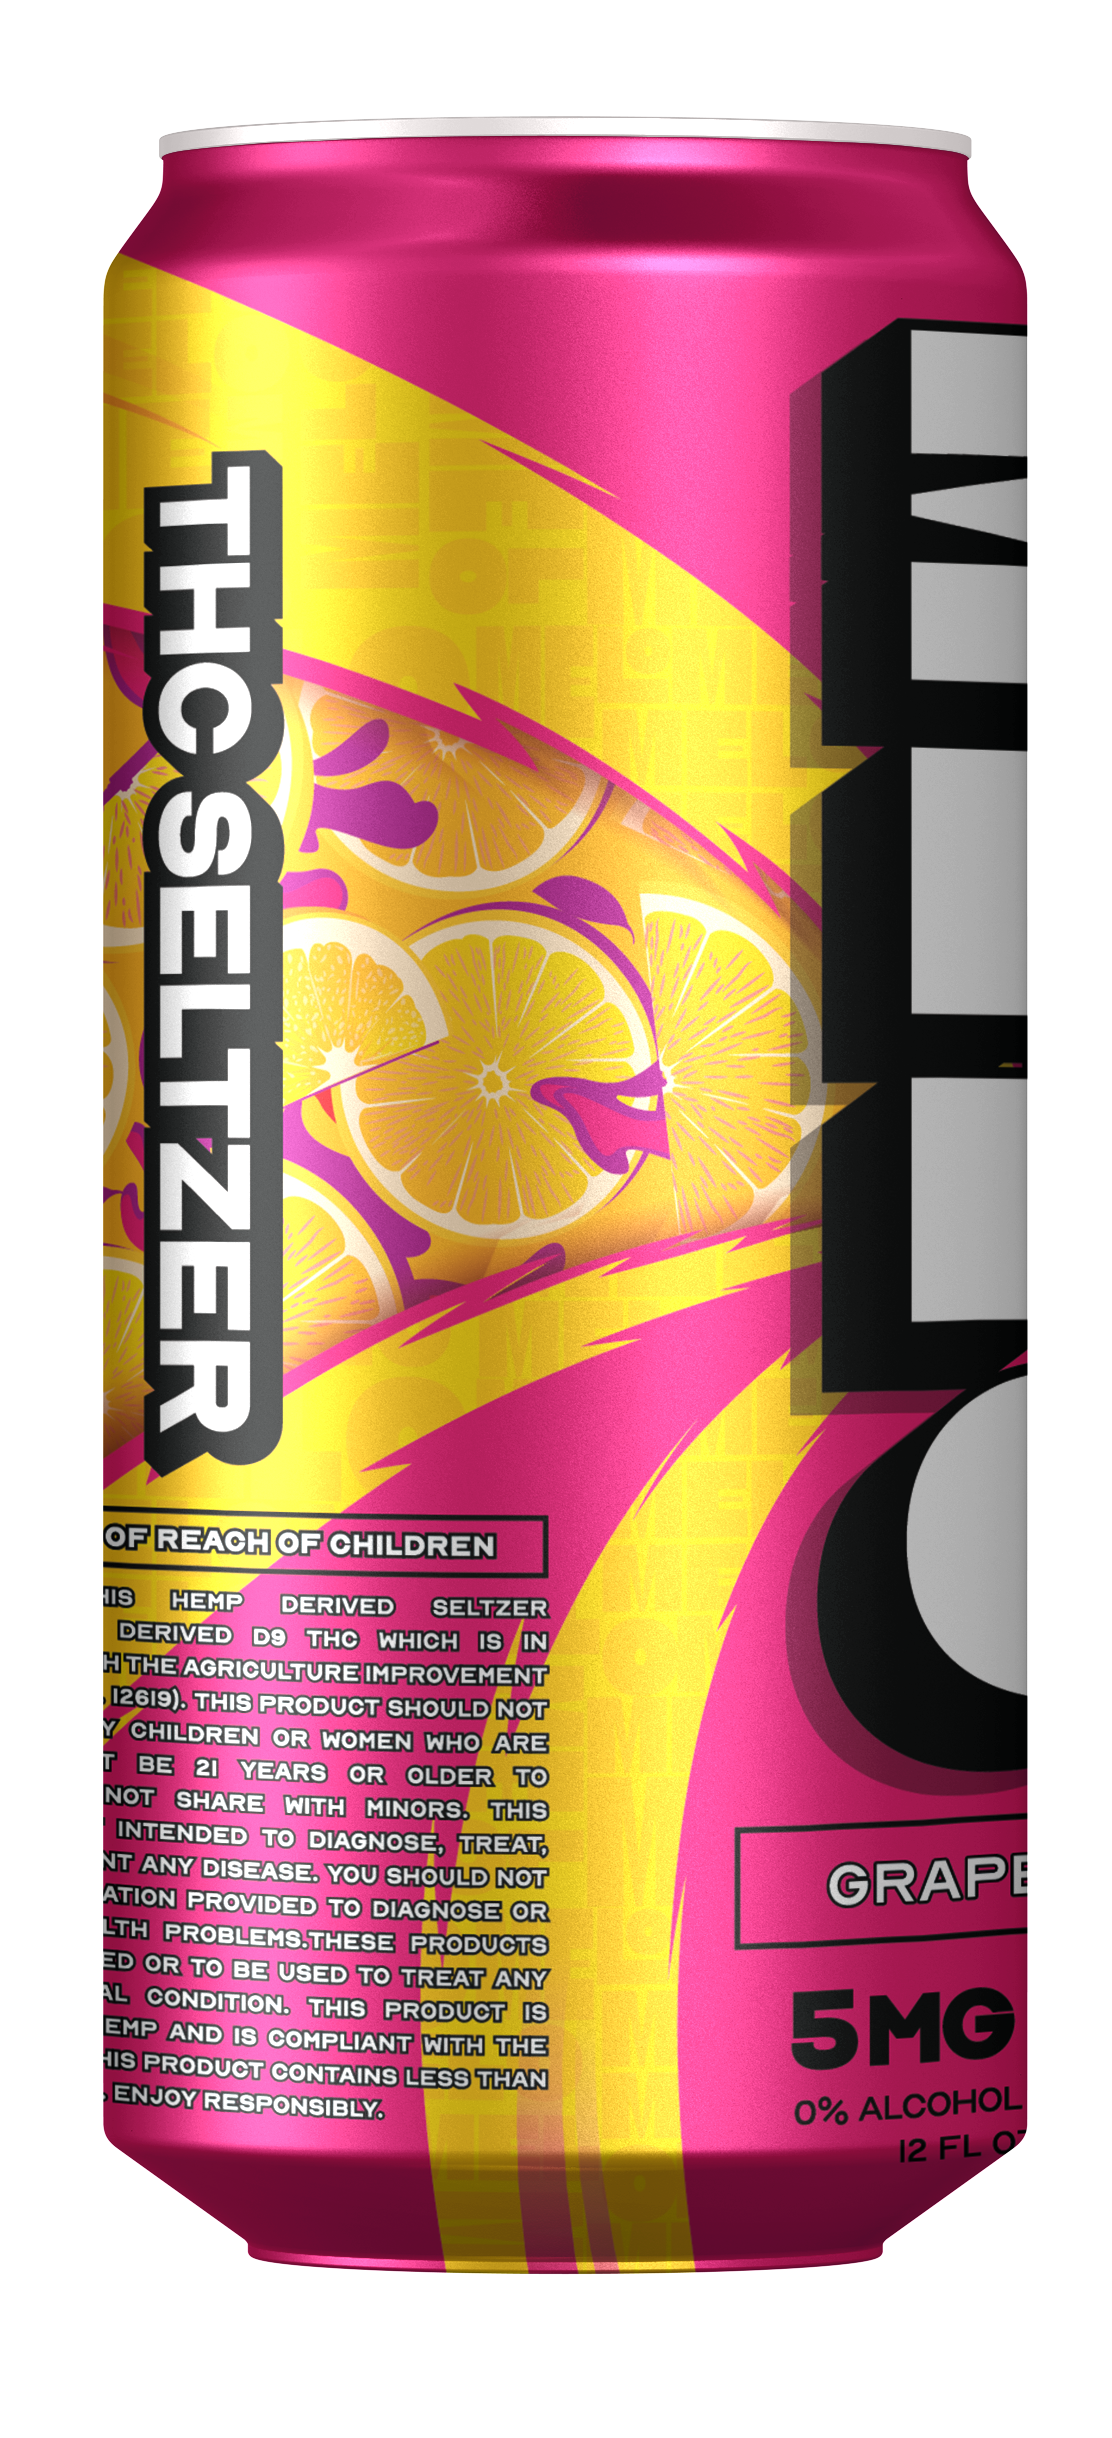 THC SELTZER
OF REACH OF CHILDREN
HIS HEMP DERIVED SELTZER
DERIVED D9 THC WHICH IS IN
H THE AGRICULTURE IMPROVEMENT
12619). THIS PRODUCT SHOULD NOT
Y CHILDREN OR WOMEN WHO ARE
T BE 21 YEARS OR OLDER TO
NOT SHARE WITH MINORS. THIS
INTENDED TO DIAGNOSE, TREAT,
NT ANY DISEASE. YOU SHOULD NOT
ATION PROVIDED TO DIAGNOSE OR
LTH PROBLEMS.THESE PRODUCTS
ED OR TO BE USED TO TREAT ANY
AL CONDITION. THIS PRODUCT IS
EMP AND IS COMPLIANT WITH THE
HIS PRODUCT CONTAINS LESS THAN
. ENJOY RESPONSIBLY.
GRAPE
5MG
0% ALCOHOL
12 FL OZ